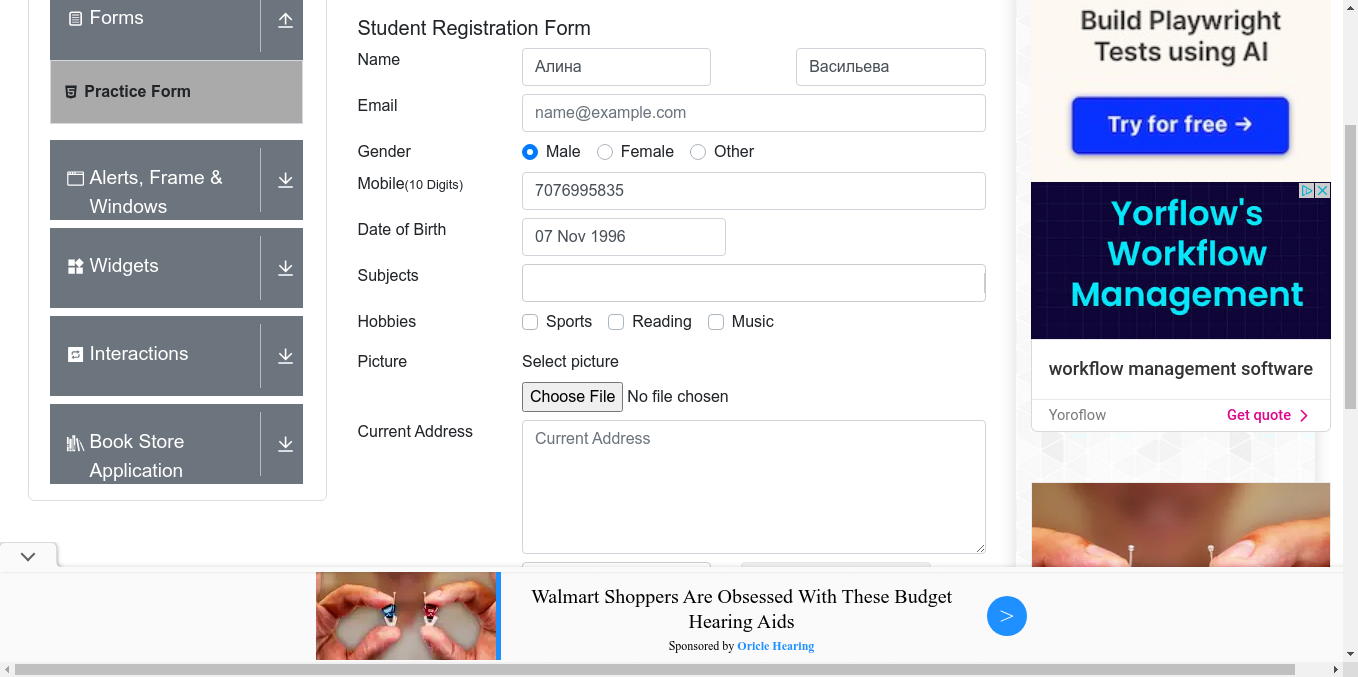 Forms
Practice Form
Alerts, Frame &
Windows
Widgets
Interactions
Book Store
Application
Student Registration Form
Name
Алина
Васильева
Email
name@example.com
Gender
Male
Female
Other
Mobile(10 Digits)
7076995835
Date of Birth
07 Nov 1996
Subjects
Hobbies
Sports
Reading
Music
Picture
Select picture
Choose File No file chosen
Current Address
Current Address
Build Playwright
Tests using AI
Try for free →
Yorflow's
Workflow
Management
workflow management software
Yoroflow
Get quote
Walmart Shoppers Are Obsessed With These Budget
Hearing Aids
Sponsored by Oricle Hearing